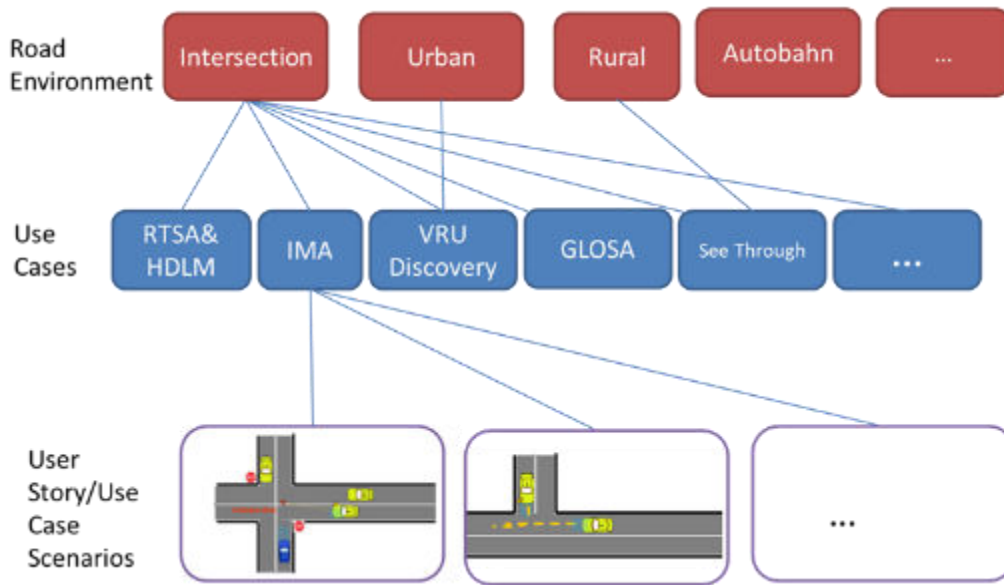 Road
Environment
Intersection
Urban
Rural
Autobahn
...
Use
Cases
RTSA&
HDLM
IMA
VRU
Discovery
GLOSA
See Through
...
User
Story/Use
Case
Scenarios
...